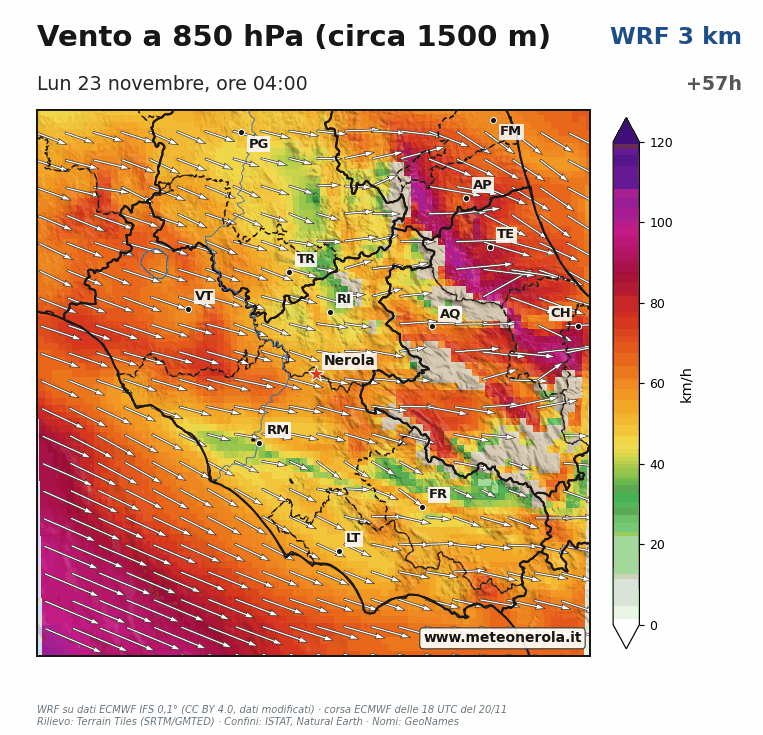 Vento a 850 hPa (circa 1500 m)
WRF 3 km
Lun 23 novembre, ore 04:00
+57h
FM
PG
AP
TE
TR
VT
RI
AQ
CH
Nerola
RM
FR
LT
www.meteonerola.it
120
100
80
60
40
20
0
km/h
WRF su dati ECMWF IFS 0,1° (CC BY 4.0, dati modificati) · corsa ECMWF delle 18 UTC del 20/11
Rilievo: Terrain Tiles (SRTM/GMTED) · Confini: ISTAT, Natural Earth · Nomi: GeoNames